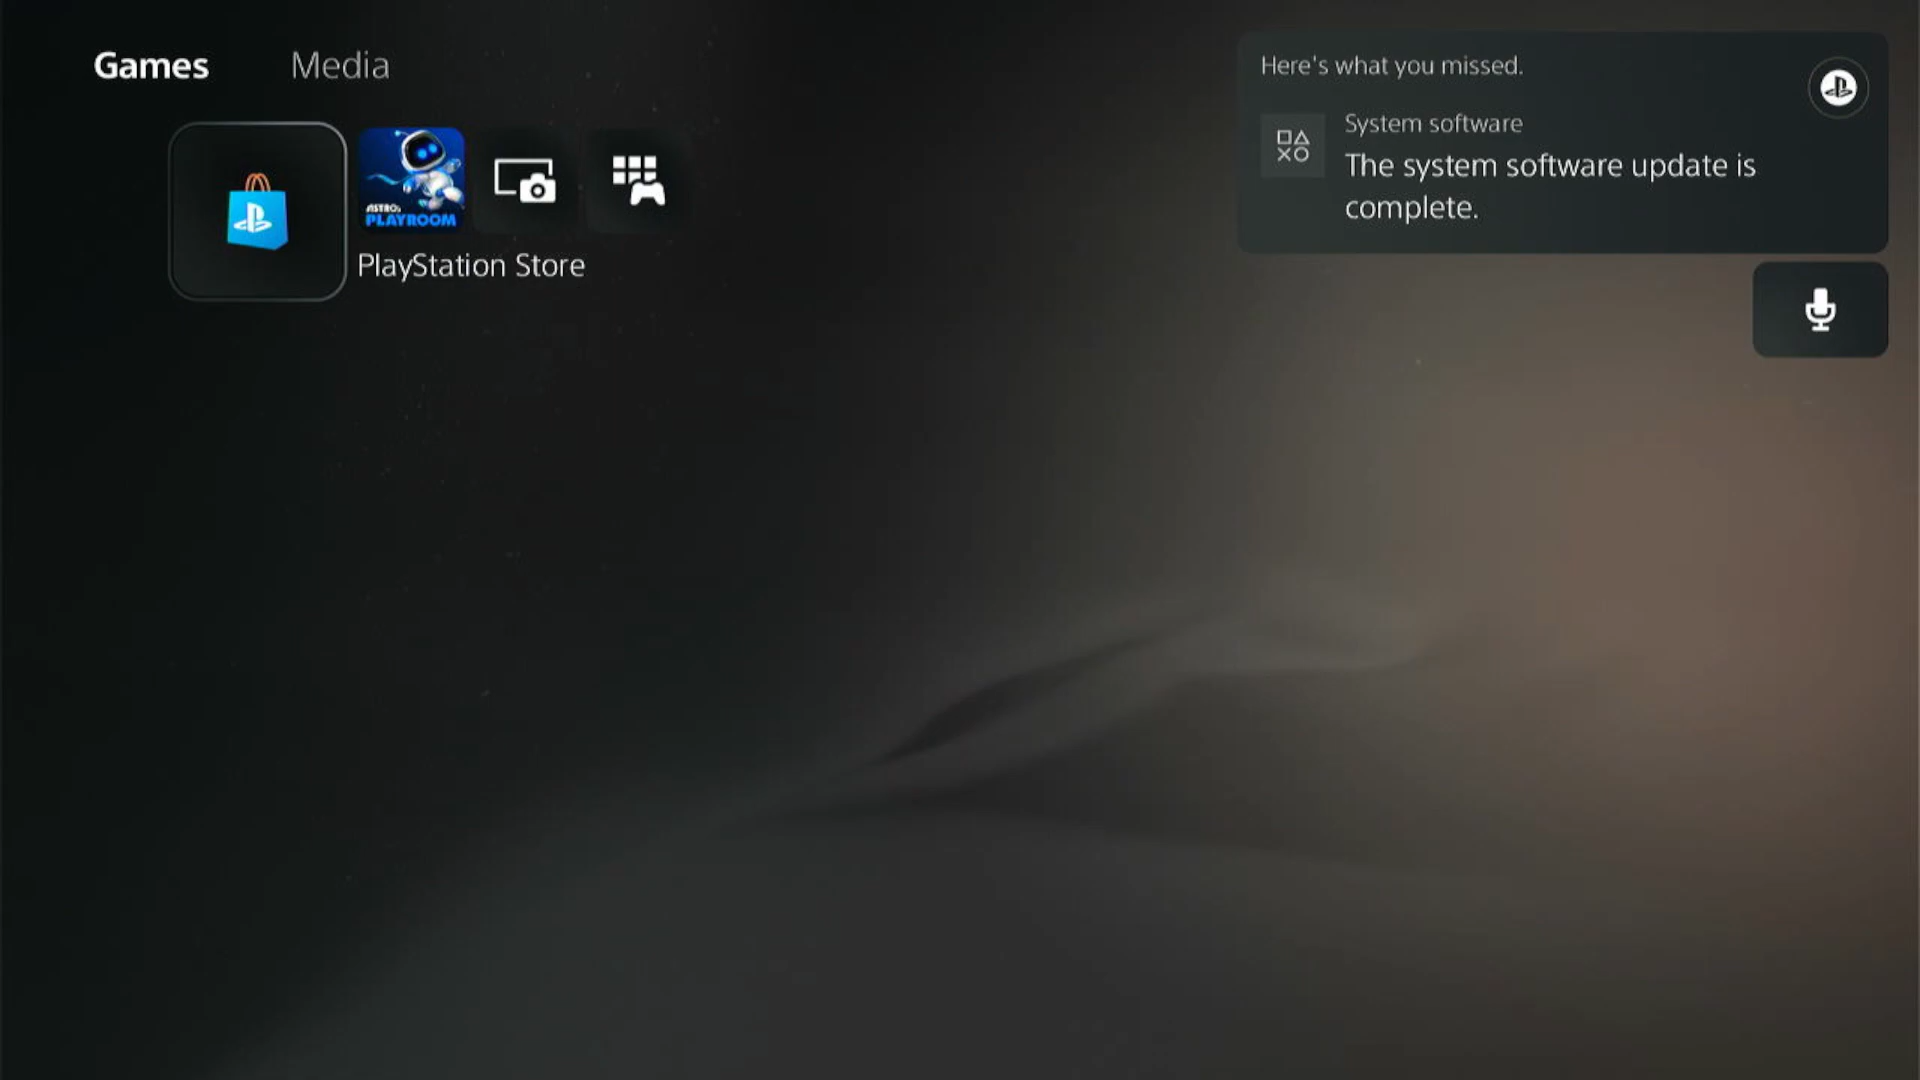 Games
Media
Here's what you missed.
System software
The system software update is
complete.
ASTRO's
PLAYROOM
PlayStation Store